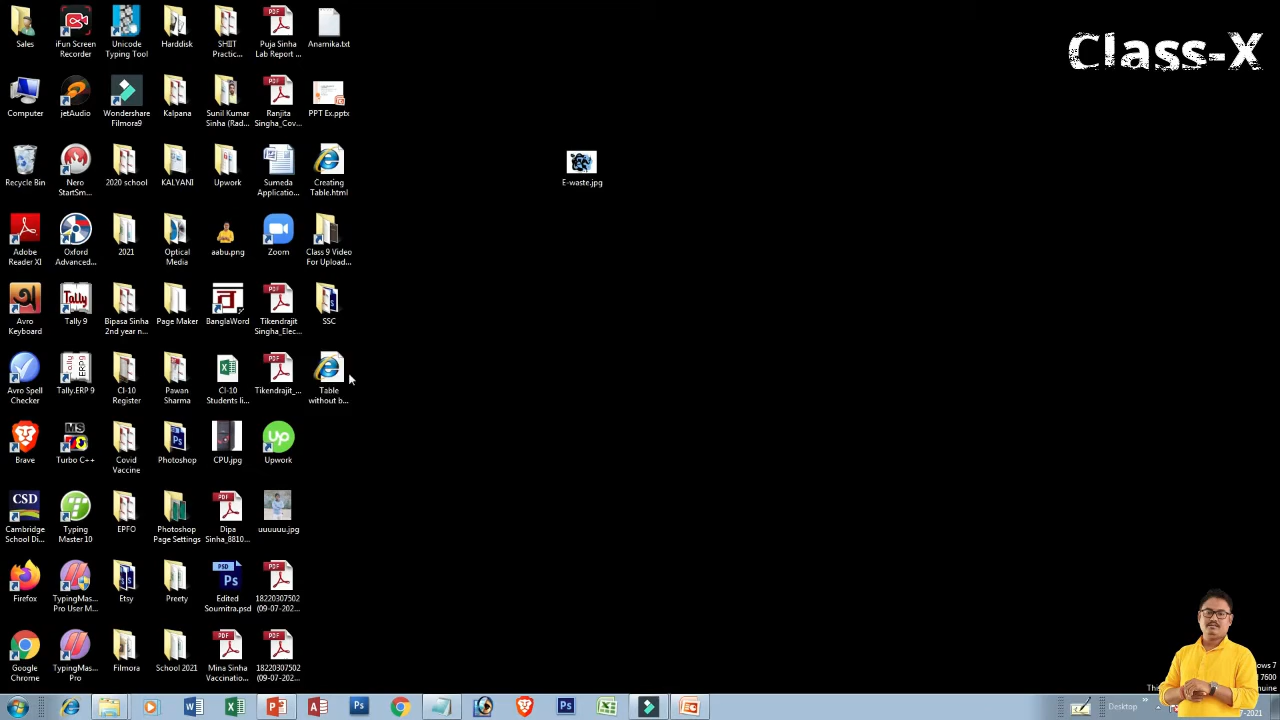 Class-X
Sales
iFun Screen
Recorder
Unicode
Typing Tool
Harddisk
SHIIT
Practic...
Puja Sinha
Lab Report ...
Anamika.txt
Computer
jetAudio
Wondershare
Filmora9
Kalpana
Sunil Kumar
Sinha (Rad...
Ranjita
Singha_Cov...
PPT Ex.pptx
Recycle Bin
Nero
StartSm...
2020 school
KALYANI
Upwork
Sumeda
Applicatio...
Creating
Table.html
E-waste.jpg
Adobe
Reader XI
Oxford
Advanced...
2021
Optical
Media
aabu.png
Zoom
Class 9 Video
For Upload...
Avro
Keyboard
Tally 9
Bipasa Sinha
2nd year n...
Page Maker
BanglaWord
Tikendrajit
Singha_Elec...
SSC
Avro Spell
Checker
Tally.ERP 9
Cl-10
Register
Pawan
Sharma
Cl-10
Students li...
Tikendrajit_...
Table
without b...
Brave
Turbo C++
Covid
Vaccine
Photoshop
CPU.jpg
Upwork
Cambridge
School Di...
Typing
Master 10
EPFO
Photoshop
Page Settings
Dipa
Sinha_8810...
uuuuuu.jpg
Firefox
TypingMas...
Pro User M...
Etsy
Preety
Edited
Soumitra.psd
18220307502
(09-07-202...
Google
Chrome
TypingMas...
Pro
Filmora
School 2021
Mina Sinha
Vaccinatio...
18220307502
(09-07-202...
Desktop